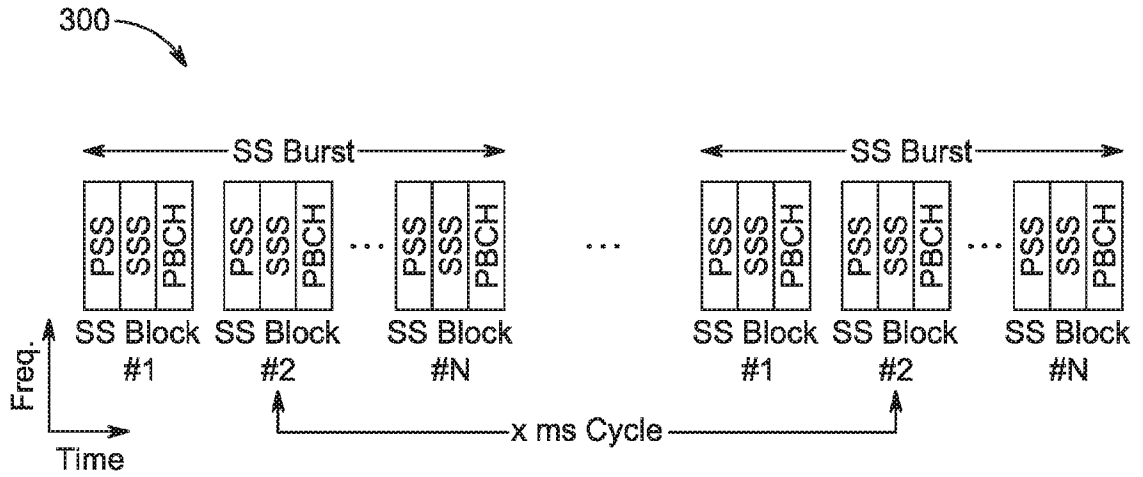 300
SS Burst
SS Burst
PSS
SSS
PBCH
PSS
SSS
PBCH
...
PSS
SSS
PBCH
...
PSS
SSS
PBCH
PSS
SSS
PBCH
...
PSS
SSS
PBCH
SS Block
#1
SS Block
#2
SS Block
#N
SS Block
#1
SS Block
#2
SS Block
#N
Freq.
Time
x ms Cycle